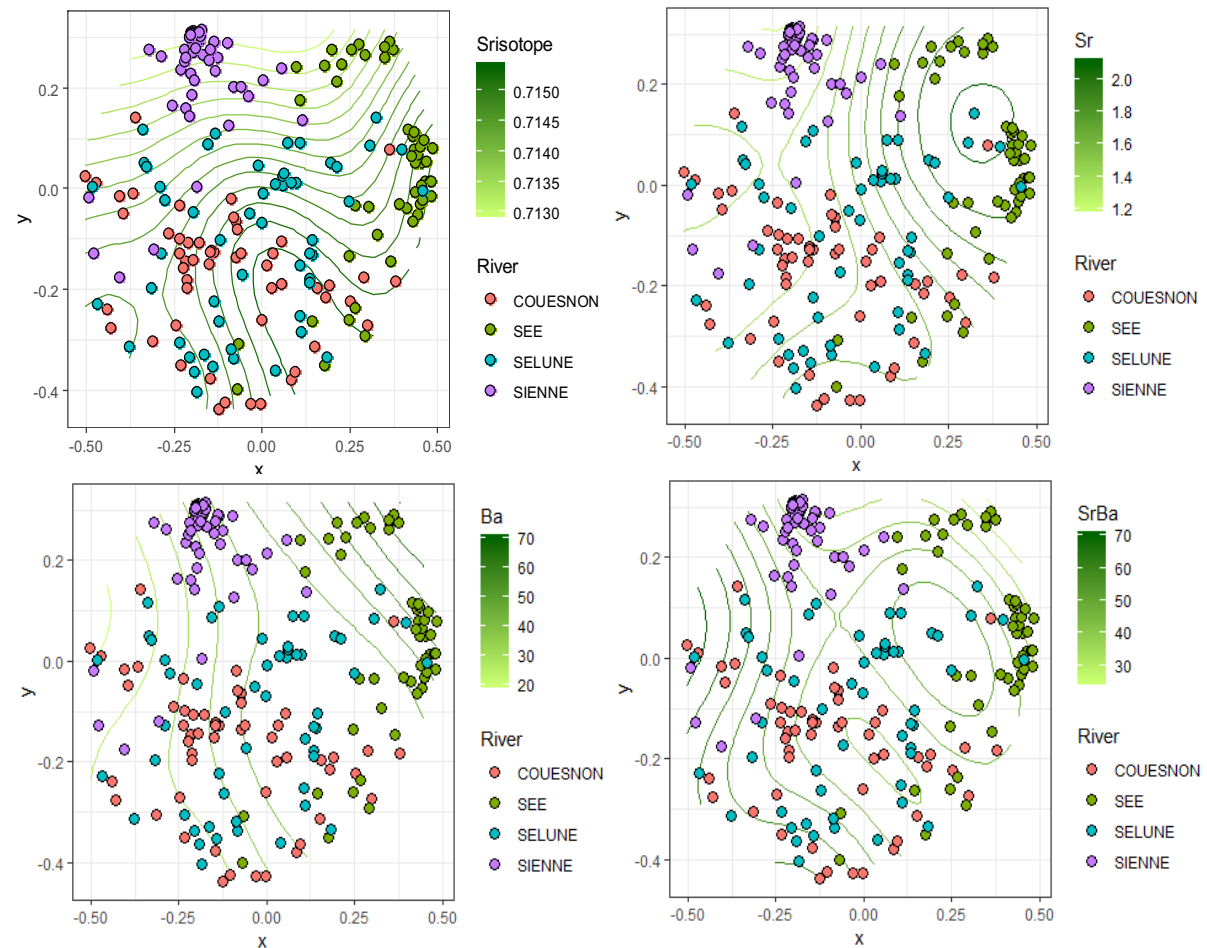 Srisotope
0.7150
0.7145
0.7140
0.7135
0.7130
River
COUESNON
SEE
SELUNE
SIENNE
0.2
0.0
-0.2
-0.4
y
-0.50
-0.25
0.00
0.25
0.50
x
Sr
2.0
1.8
1.6
1.4
1.2
River
COUESNON
SEE
SELUNE
SIENNE
0.2
0.0
-0.2
-0.4
y
-0.50
-0.25
0.00
0.25
0.50
x
Ba
70
60
50
40
30
20
River
COUESNON
SEE
SELUNE
SIENNE
0.2
0.0
-0.2
-0.4
y
-0.50
-0.25
0.00
0.25
0.50
x
SrBa
70
60
50
40
30
River
COUESNON
SEE
SELUNE
SIENNE
0.2
0.0
-0.2
-0.4
y
-0.50
-0.25
0.00
0.25
0.50
x